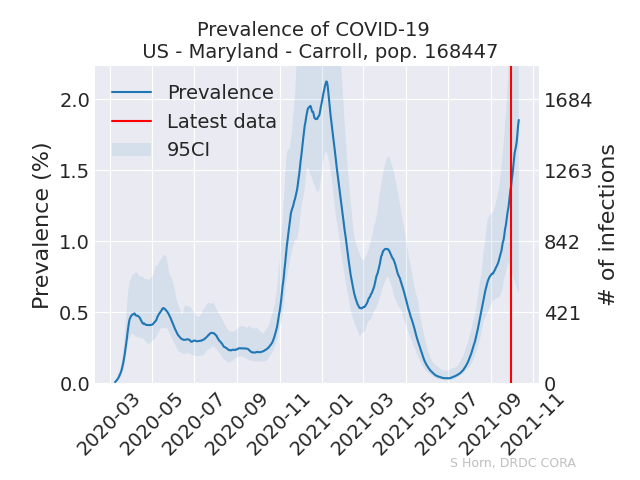 Prevalence of COVID-19
US - Maryland - Carroll, pop. 168447
Prevalence
Latest data
95CI
Prevalence (%)
2.0
1.5
1.0
0.5
0.0
1684
1263
842
421
0
# of infections
2020-03
2020-05
2020-07
2020-09
2020-11
2021-01
2021-03
2021-05
2021-07
2021-09
2021-11
S Horn, DRDC CORA